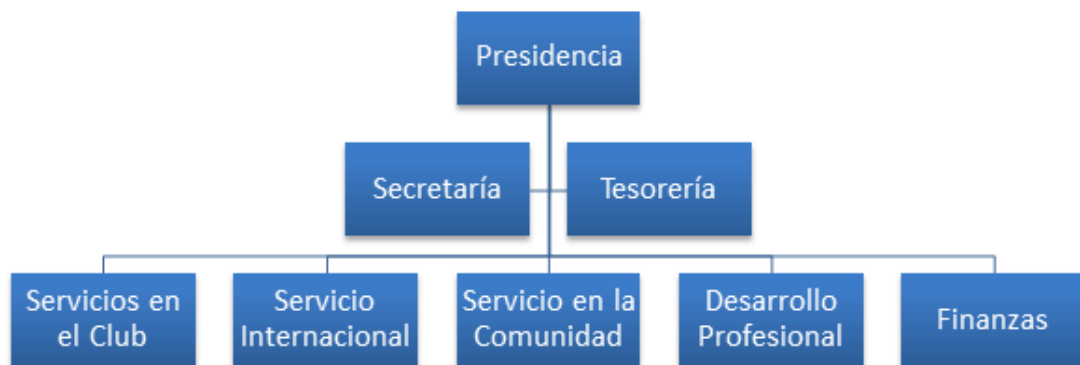 Presidencia
Secretaría
Tesorería
Servicios en
el Club
Servicio
Internacional
Servicio en la
Comunidad
Desarrollo
Profesional
Finanzas